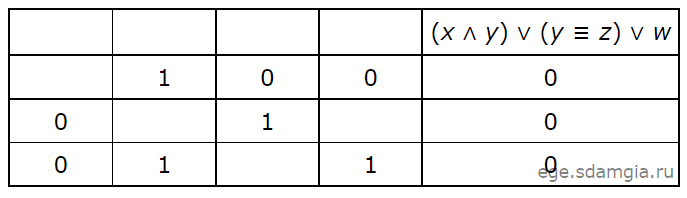 (x ∧ y) ∨ (y ≡ z) ∨ w
1 0 0 0
0 1 0
0 1 1 0
ege.sdamgia.ru